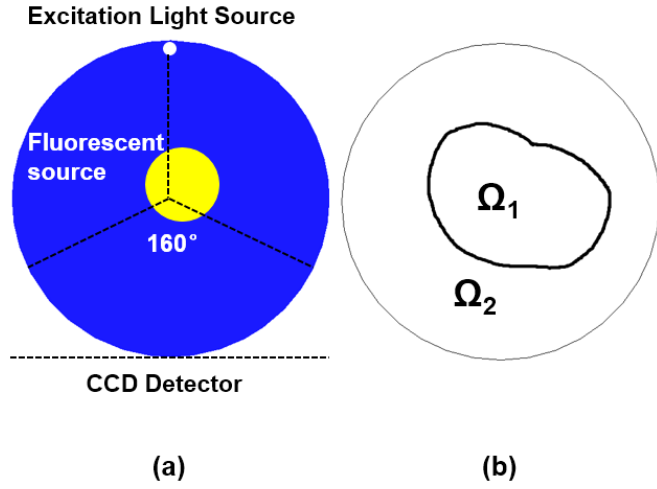 Excitation Light Source
Fluorescent
source
160°
CCD Detector
(a)
Ω1
Ω2
(b)